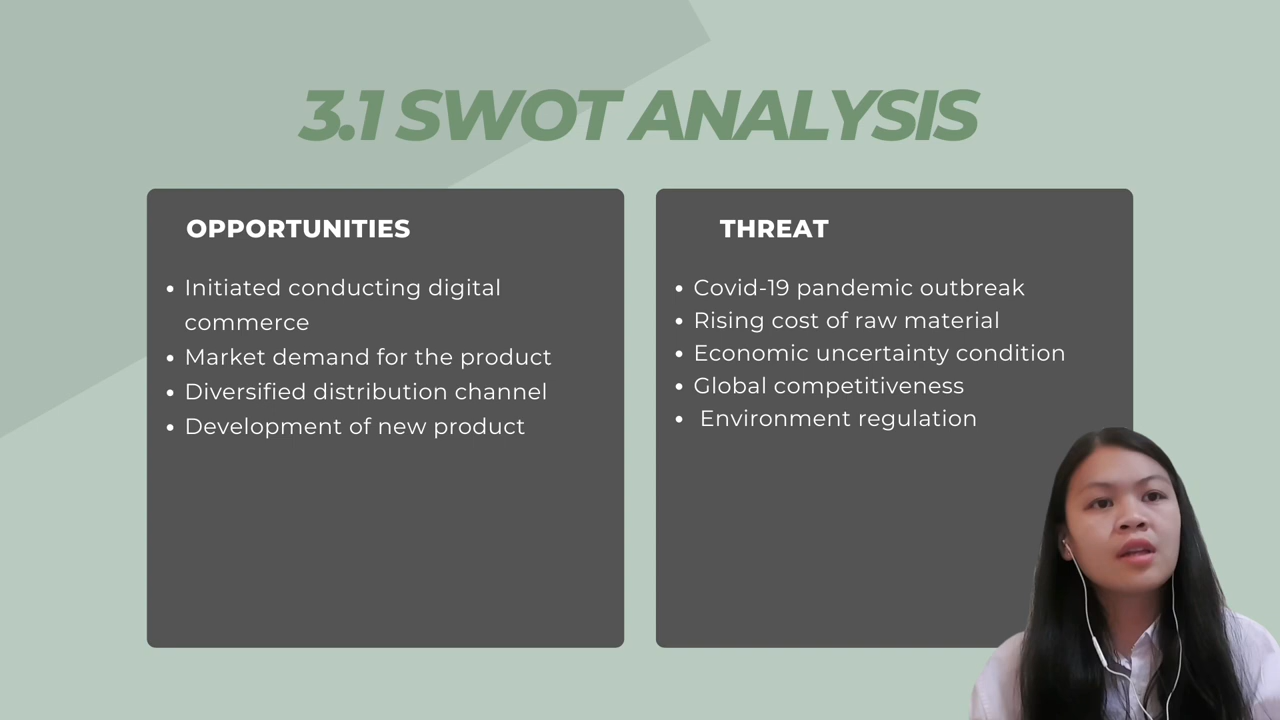 3.1 SWOT ANALYSIS
OPPORTUNITIES
• Initiated conducting digital
commerce
• Market demand for the product
• Diversified distribution channel
• Development of new product
THREAT
• Covid-19 pandemic outbreak
• Rising cost of raw material
• Economic uncertainty condition
• Global competitiveness
• Environment regulation